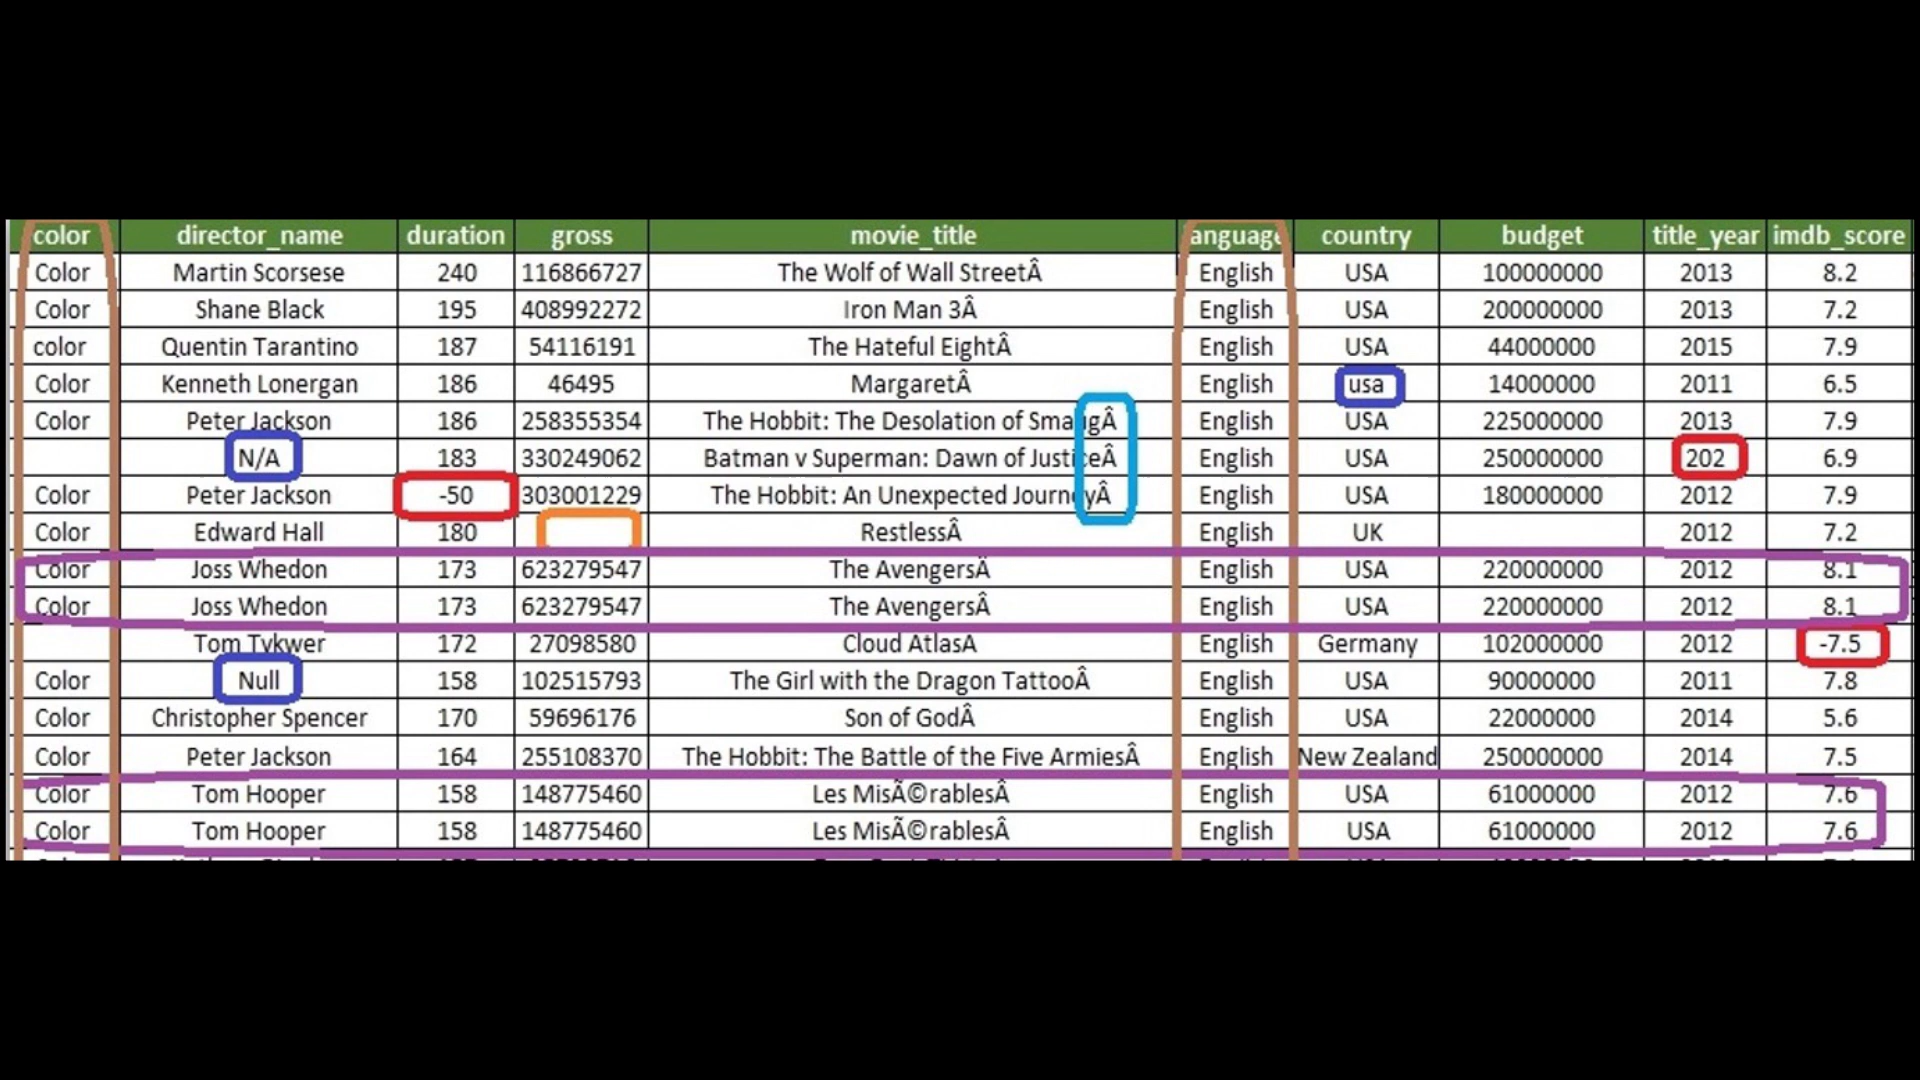 color director_name duration gross movie_title anguage country budget title_year imdb_score
Color Martin Scorsese 240 116866727 The Wolf of Wall StreetÂ English USA 100000000 2013 8.2
Color Shane Black 195 408992272 Iron Man 3Â English USA 200000000 2013 7.2
color Quentin Tarantino 187 54116191 The Hateful EightÂ English USA 44000000 2015 7.9
Color Kenneth Lonergan 186 46495 MargaretÂ English usa 14000000 2011 6.5
Color Peter Jackson 186 258355354 The Hobbit: The Desolation of SmaugÂ English USA 225000000 2013 7.9
N/A 183 330249062 Batman v Superman: Dawn of JusticeÂ English USA 250000000 202 6.9
Color Peter Jackson -50 303001229 The Hobbit: An Unexpected JourneyÂ English USA 180000000 2012 7.9
Color Edward Hall 180 RestlessÂ English UK 2012 7.2
Color Joss Whedon 173 623279547 The AvengersÂ English USA 220000000 2012 8.1
Color Joss Whedon 173 623279547 The AvengersÂ English USA 220000000 2012 8.1
Tom Tykwer 172 27098580 Cloud AtlasÂ English Germany 102000000 2012 -7.5
Color Null 158 102515793 The Girl with the Dragon TattooÂ English USA 90000000 2011 7.8
Color Christopher Spencer 170 59696176 Son of GodÂ English USA 22000000 2014 5.6
Color Peter Jackson 164 255108370 The Hobbit: The Battle of the Five ArmiesÂ English New Zealand 250000000 2014 7.5
Color Tom Hooper 158 148775460 Les MisÃ©rablesÂ English USA 61000000 2012 7.6
Color Tom Hooper 158 148775460 Les MisÃ©rablesÂ English USA 61000000 2012 7.6